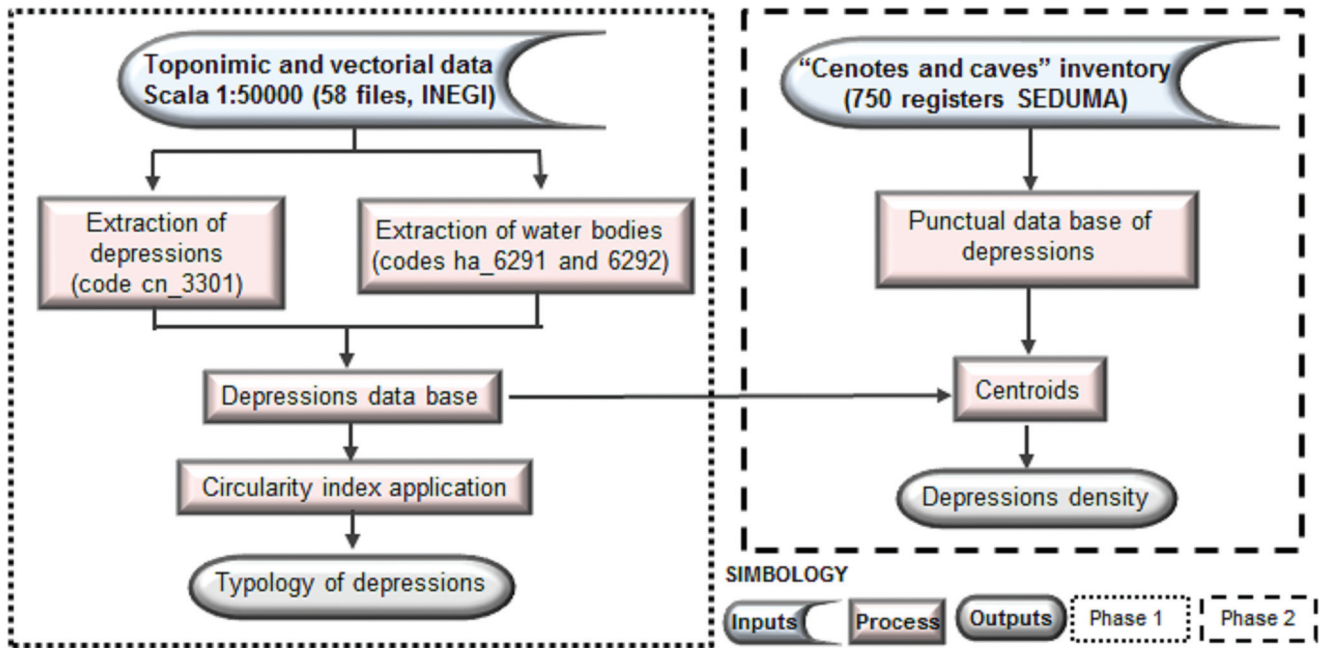 Toponimic and vectorial data
Scala 1:50000 (58 files, INEGI)
Extraction of
depressions
(code cn_3301)
Extraction of water bodies
(codes ha_6291 and 6292)
Depressions data base
Circularity index application
Typology of depressions
“Cenotes and caves” inventory
(750 registers SEDUMA)
Punctual data base of
depressions
Centroids
Depressions density
SIMBOLOGY
Inputs
Process
Outputs
Phase 1
Phase 2